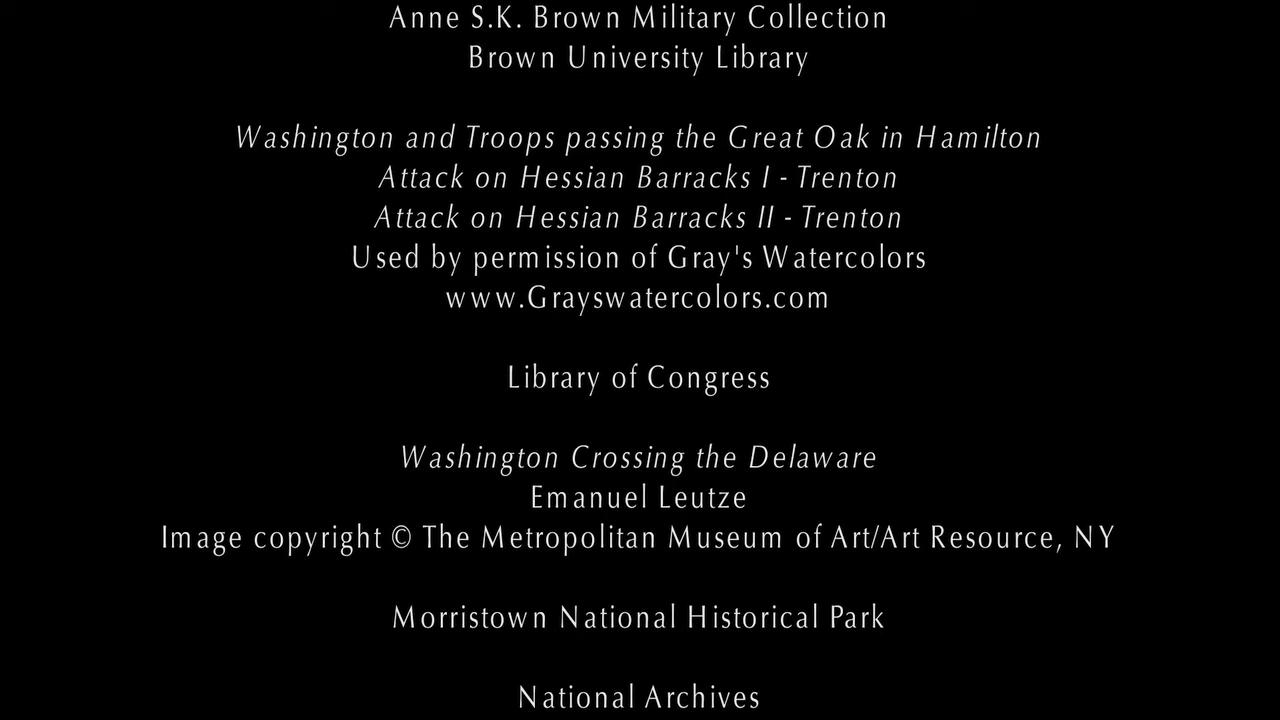 Anne S.K. Brown Military Collection
Brown University Library
Washington and Troops passing the Great Oak in Hamilton
Attack on Hessian Barracks I - Trenton
Attack on Hessian Barracks II - Trenton
Used by permission of Gray's Watercolors
www.Grayswatercolors.com
Library of Congress
Washington Crossing the Delaware
Emanuel Leutze
Image copyright © The Metropolitan Museum of Art/Art Resource, NY
Morristown National Historical Park
National Archives